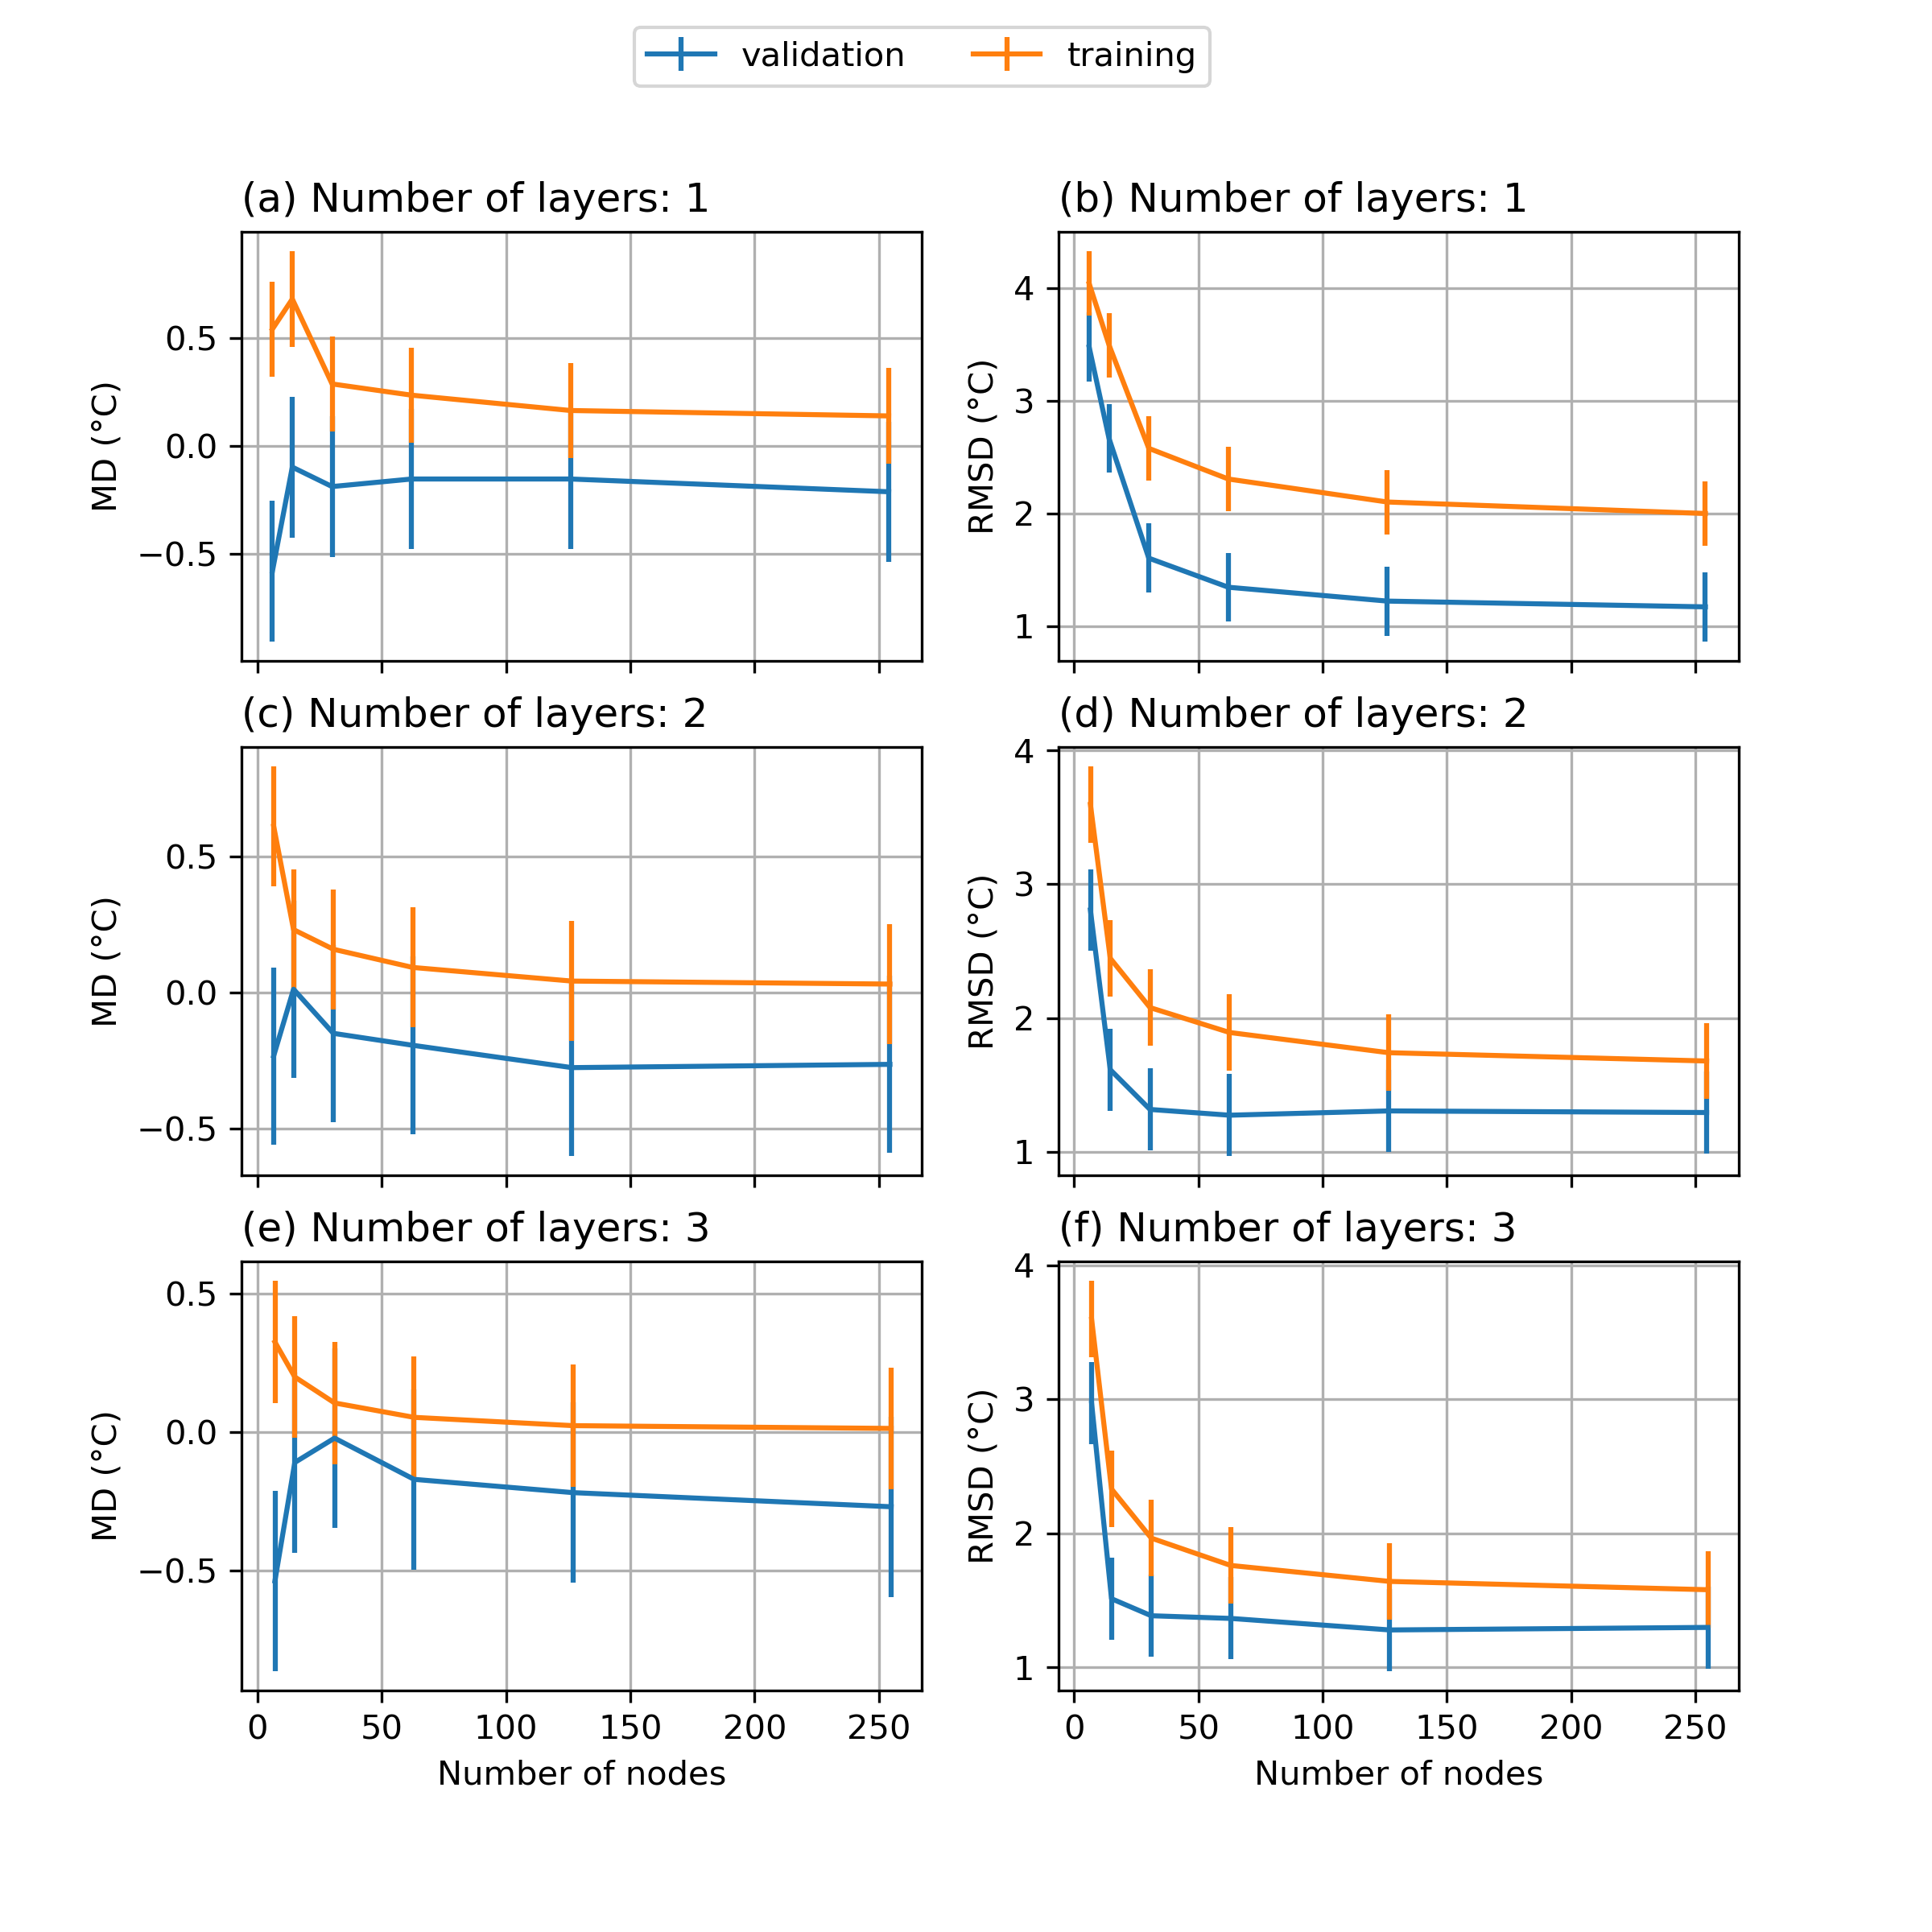 validation training
(a) Number of layers: 1
0.5
0.0
−0.5
MD (°C)
(b) Number of layers: 1
4
3
2
1
RMSD (°C)
(c) Number of layers: 2
0.5
0.0
−0.5
MD (°C)
(d) Number of layers: 2
4
3
2
1
RMSD (°C)
(e) Number of layers: 3
0.5
0.0
−0.5
MD (°C)
0 50 100 150 200 250
Number of nodes
(f) Number of layers: 3
4
3
2
1
RMSD (°C)
0 50 100 150 200 250
Number of nodes